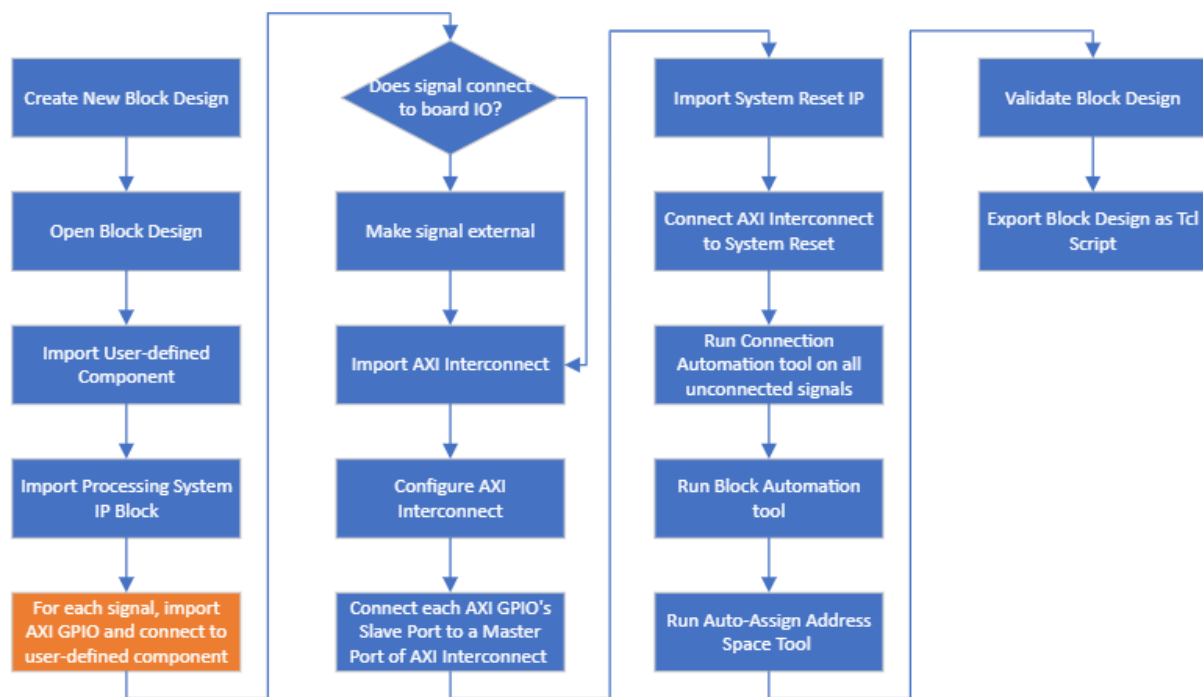 Create New Block Design
Open Block Design
Import User-defined
Component
Import Processing System
IP Block
For each signal, import
AXI GPIO and connect to
user-defined component
Does signal connect
to board IO?
Make signal external
Import AXI Interconnect
Configure AXI
Interconnect
Connect each AXI GPIO's
Slave Port to a Master
Port of AXI Interconnect
Import System Reset IP
Connect AXI Interconnect
to System Reset
Run Connection
Automation tool on all
unconnected signals
Run Block Automation
tool
Run Auto-Assign Address
Space Tool
Validate Block Design
Export Block Design as Tcl
Script